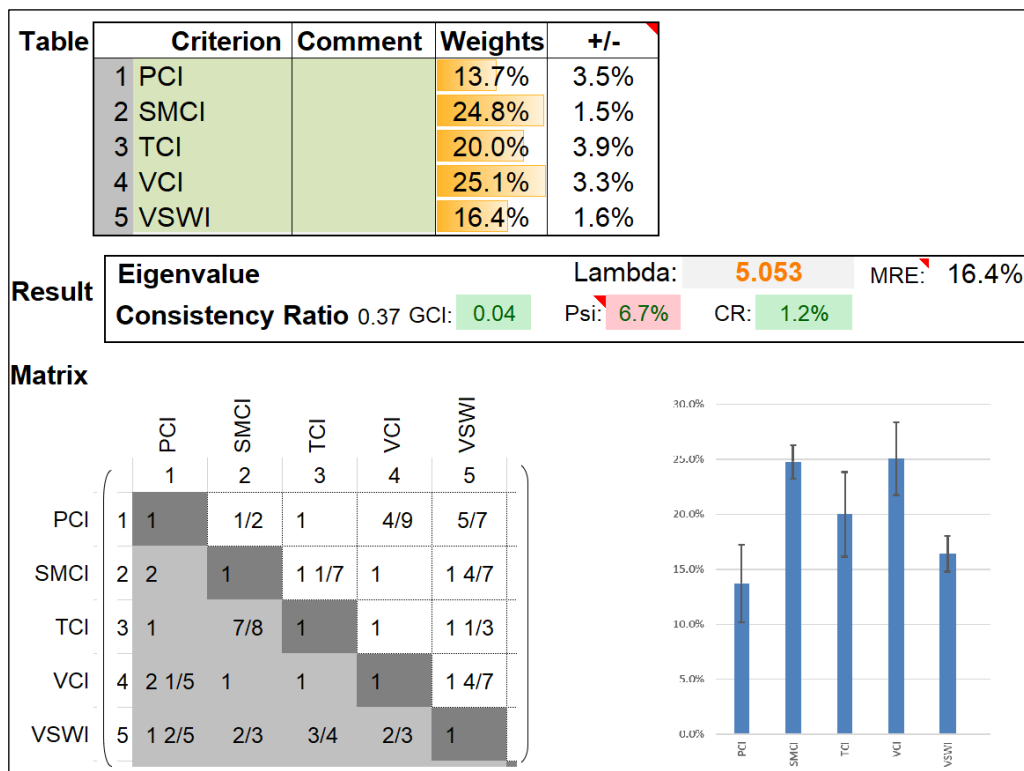 Table Criterion Comment Weights +/-
1 PCI 13.7% 3.5%
2 SMCI 24.8% 1.5%
3 TCI 20.0% 3.9%
4 VCI 25.1% 3.3%
5 VSWI 16.4% 1.6%
Result Eigenvalue Lambda: 5.053 MRE: 16.4%
Consistency Ratio 0.37 GCI: 0.04 Psi: 6.7% CR: 1.2%
Matrix
PCI SMCI TCI VCI VSWI
1 2 3 4 5
PCI 1 1 1/2 1 4/9 5/7
SMCI 2 2 1 1 1/7 1 1 4/7
TCI 3 1 7/8 1 1 1 1/3
VCI 4 2 1/5 1 1 1 1 4/7
VSWI 5 1 2/5 2/3 3/4 2/3 1
30.0%
25.0%
20.0%
15.0%
10.0%
5.0%
0.0%
PCI SMCI TCI VCI VSWI